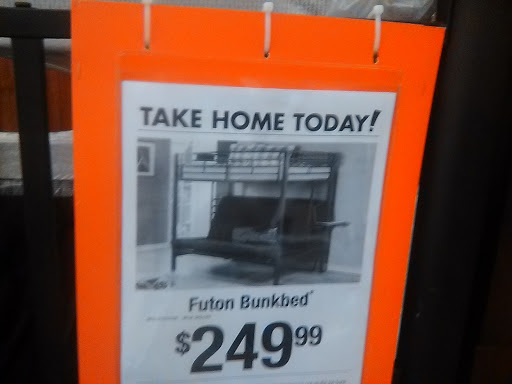 TAKE HOME TODAY!
Futon Bunkbed*
$249.99